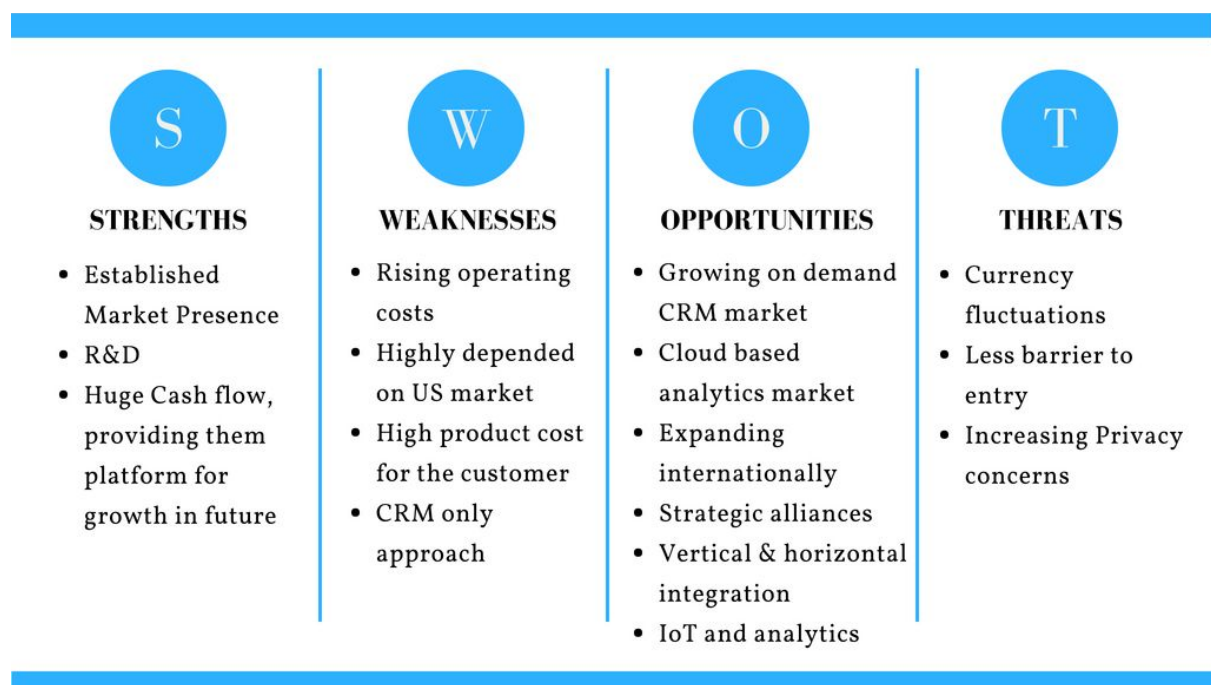 S
STRENGTHS
• Established
Market Presence
• R&D
• Huge Cash flow,
providing them
platform for
growth in future
W
WEAKNESSES
• Rising operating
costs
• Highly depended
on US market
• High product cost
for the customer
• CRM only
approach
O
OPPORTUNITIES
• Growing on demand
CRM market
• Cloud based
analytics market
• Expanding
internationally
• Strategic alliances
• Vertical & horizontal
integration
• IoT and analytics
T
THREATS
• Currency
fluctuations
• Less barrier to
entry
• Increasing Privacy
concerns